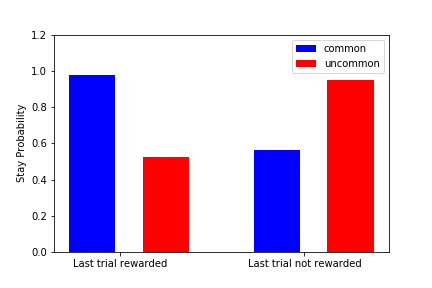 1.2
1.0
0.8
0.6
0.4
0.2
0.0
Stay Probability
common
uncommon
Last trial rewarded
Last trial not rewarded